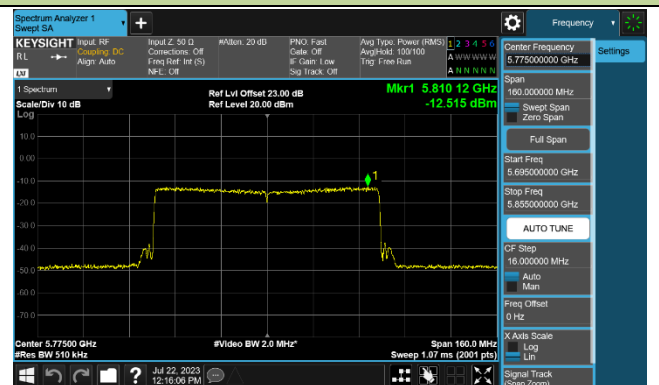 Spectrum Analyzer 1
Swept SA
Frequency
KEYSIGHT
RL
LXI
Input: RF
Coupling: DC
Align: Auto
Input Z: 50 Ω
Corrections: Off
Freq Ref: Int (S)
NFE: Off
#Atten: 20 dB
PNO: Fast
Gate: Off
IF Gain: Low
Sig Track: Off
Avg Type: Power (RMS)
Avg|Hold: 100/100
Trig: Free Run
1 2 3 4 5 6
A W W W W W
A N N N N N
1 Spectrum
Scale/Div 10 dB
Log
Ref Lvl Offset 23.00 dB
Ref Level 20.00 dBm
Mkr1 5.810 12 GHz
-12.515 dBm
10.0
0.00
-10.0
-20.0
-30.0
-40.0
-50.0
-60.0
-70.0
1
Center 5.77500 GHz
#Res BW 510 kHz
#Video BW 2.0 MHz*
Span 160.0 MHz
Sweep 1.07 ms (2001 pts)
Jul 22, 2023
12:16:06 PM
Center Frequency
5.775000000 GHz
Settings
Span
160.000000 MHz
Swept Span
Zero Span
Full Span
Start Freq
5.695000000 GHz
Stop Freq
5.855000000 GHz
AUTO TUNE
CF Step
16.000000 MHz
Auto
Man
Freq Offset
0 Hz
X Axis Scale
Log
Lin
Signal Track
(Span Zoom)